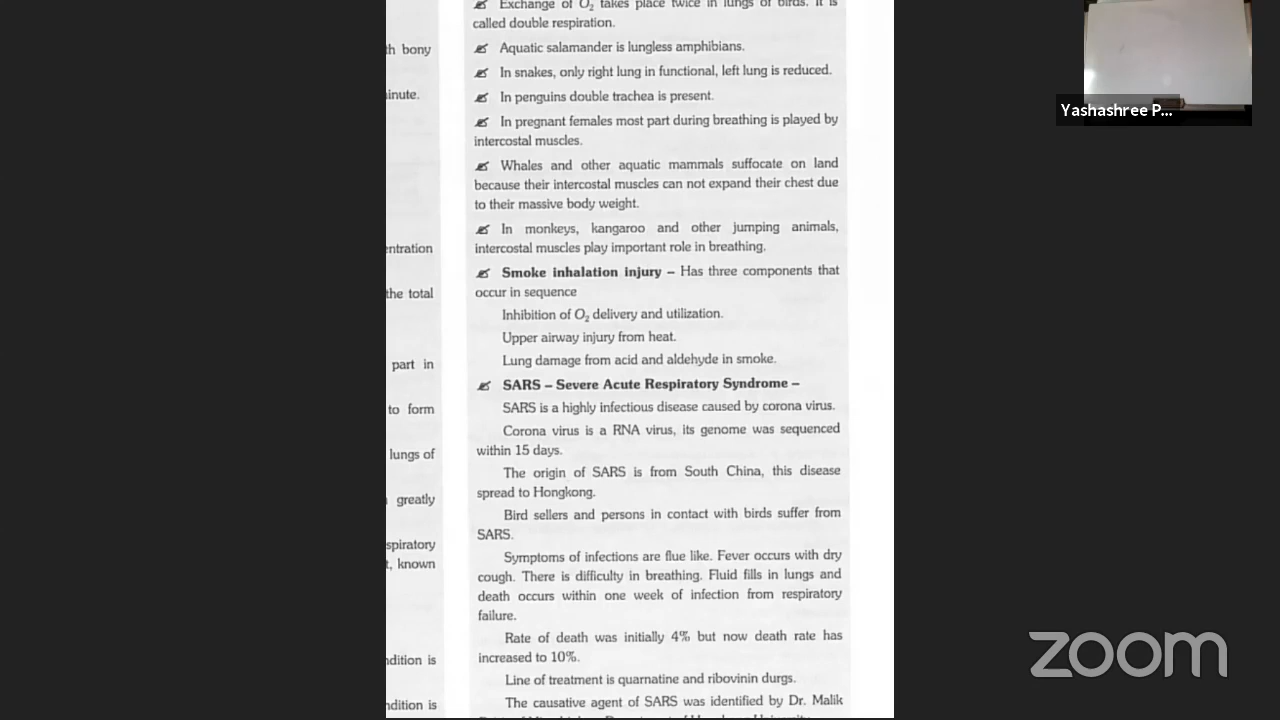 h bony
inute.
ntration
the total
part in
to form
lungs of
greatly
spiratory
t, known
ndition is
ndition is
Exchange of O₂ takes place twice in lungs of birds. It is
called double respiration.
Aquatic salamander is lungless amphibians.
In snakes, only right lung in functional, left lung is reduced.
In penguins double trachea is present.
In pregnant females most part during breathing is played by
intercostal muscles.
Whales and other aquatic mammals suffocate on land
because their intercostal muscles can not expand their chest due
to their massive body weight.
In monkeys, kangaroo and other jumping animals,
intercostal muscles play important role in breathing.
Smoke inhalation injury – Has three components that
occur in sequence
Inhibition of O₂ delivery and utilization.
Upper airway injury from heat.
Lung damage from acid and aldehyde in smoke.
SARS – Severe Acute Respiratory Syndrome –
SARS is a highly infectious disease caused by corona virus.
Corona virus is a RNA virus, its genome was sequenced
within 15 days.
The origin of SARS is from South China, this disease
spread to Hongkong.
Bird sellers and persons in contact with birds suffer from
SARS.
Symptoms of infections are flue like. Fever occurs with dry
cough. There is difficulty in breathing. Fluid fills in lungs and
death occurs within one week of infection from respiratory
failure.
Rate of death was initially 4% but now death rate has
increased to 10%.
Line of treatment is quarnatine and ribovinin durgs.
The causative agent of SARS was identified by Dr. Malik
Yashashree P...
zoom